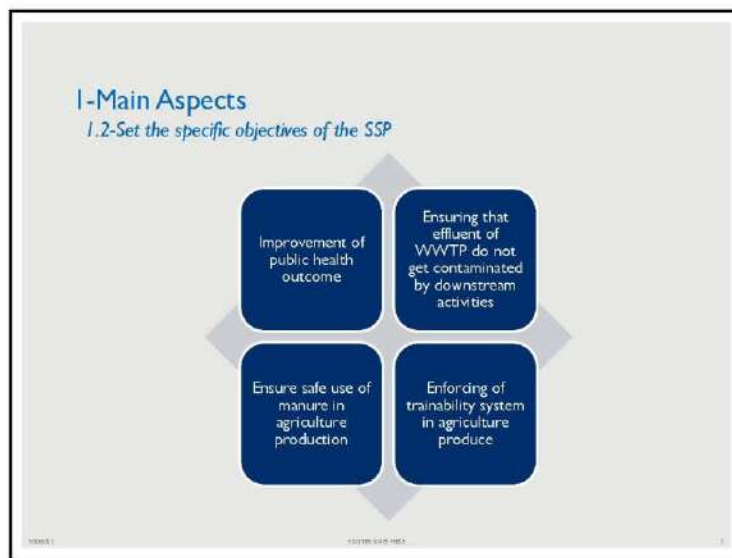 1-Main Aspects
1.2-Set the specific objectives of the SSP
Improvement of
public health
outcome
Ensuring that
effluent of
WWTP do not
get contaminated
by downstream
activities
Ensure safe use of
manure in
agriculture
production
Enforcing of
trainability system
in agriculture
produce